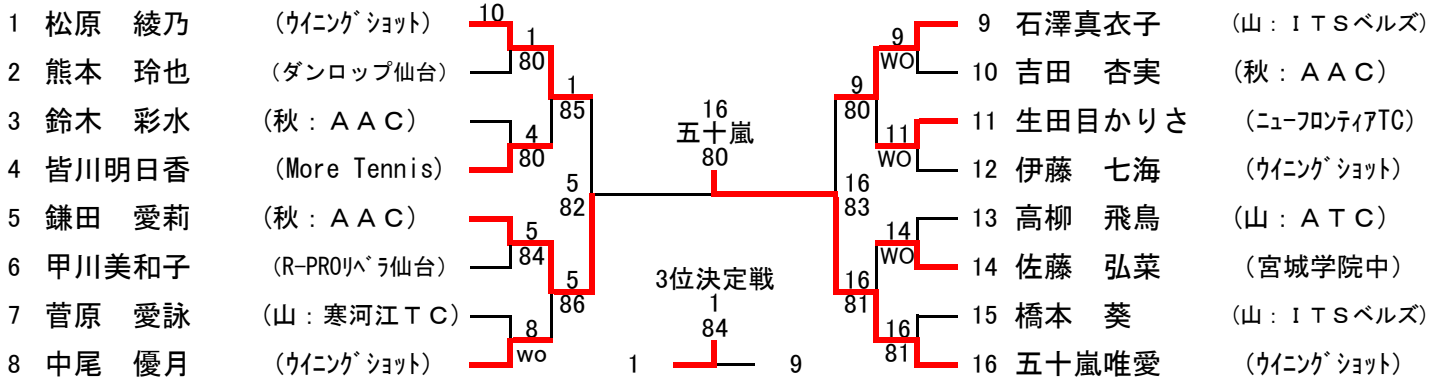 1 松原 綾乃 (ウイニングショット) 10
1
80
2 熊本 玲也 (ダンロップ仙台)
1
85
3 鈴木 彩水 (秋:AAC)
4
80
4 皆川明日香 (More Tennis)
5
82
5 鎌田 愛莉 (秋:AAC)
5
84
6 甲川美和子 (R-PROリベラ仙台)
5
86
7 菅原 愛詠 (山:寒河江TC)
8
wo
8 中尾 優月 (ウイニングショット)
16
五十嵐
80
3位決定戦
1
84
1 9
9 石澤真衣子 (山:ITSベルズ)
9
WO
10 吉田 杏実 (秋:AAC)
9
80
11 生田目かりさ (ニューフロンティアTC)
11
WO
12 伊藤 七海 (ウイニングショット)
16
83
13 高柳 飛鳥 (山:ATC)
14
WO
14 佐藤 弘菜 (宮城学院中)
16
81
15 橋本 葵 (山:ITSベルズ)
16
81
16 五十嵐唯愛 (ウイニングショット)